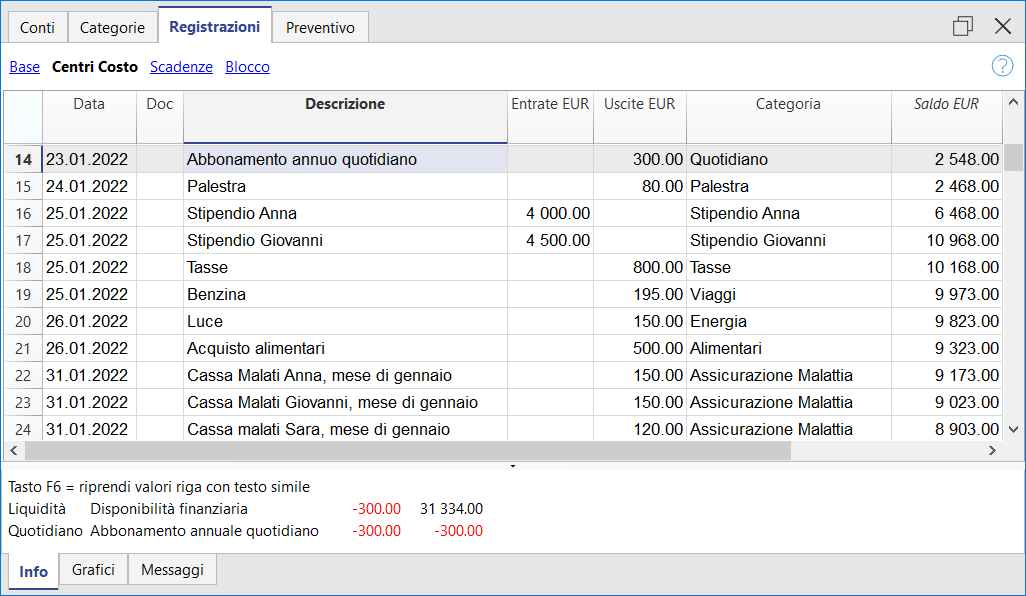 Conti Categorie Registrazioni Preventivo
Base Centri Costo Scadenze Blocco ?
Data Doc Descrizione Entrate EUR Uscite EUR Categoria Saldo EUR
14 23.01.2022 Abbonamento annuo quotidiano 300.00 Quotidiano 2 548.00
15 24.01.2022 Palestra 80.00 Palestra 2 468.00
16 25.01.2022 Stipendio Anna 4 000.00 Stipendio Anna 6 468.00
17 25.01.2022 Stipendio Giovanni 4 500.00 Stipendio Giovanni 10 968.00
18 25.01.2022 Tasse 800.00 Tasse 10 168.00
19 25.01.2022 Benzina 195.00 Viaggi 9 973.00
20 26.01.2022 Luce 150.00 Energia 9 823.00
21 26.01.2022 Acquisto alimentari 500.00 Alimentari 9 323.00
22 31.01.2022 Cassa Malati Anna, mese di gennaio 150.00 Assicurazione Malattia 9 173.00
23 31.01.2022 Cassa Malati Giovanni, mese di gennaio 150.00 Assicurazione Malattia 9 023.00
24 31.01.2022 Cassa malati Sara, mese di gennaio 120.00 Assicurazione Malattia 8 903.00
Tasto F6 = riprendi valori riga con testo simile
Liquidità Disponibilità finanziaria -300.00 31 334.00
Quotidiano Abbonamento annuale quotidiano -300.00 -300.00
Info Grafici Messaggi